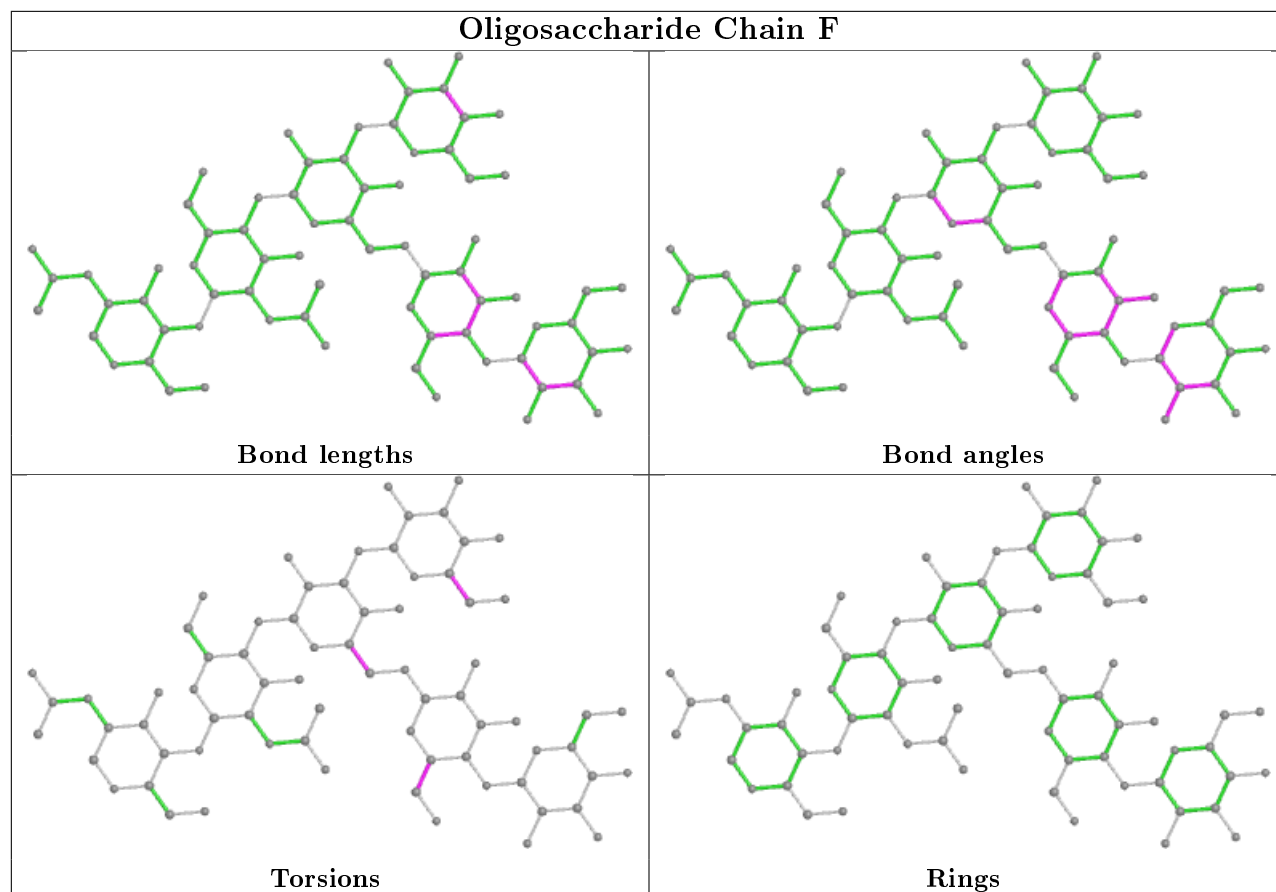 Oligosaccharide Chain F
Bond lengths
Bond angles
Torsions
Rings